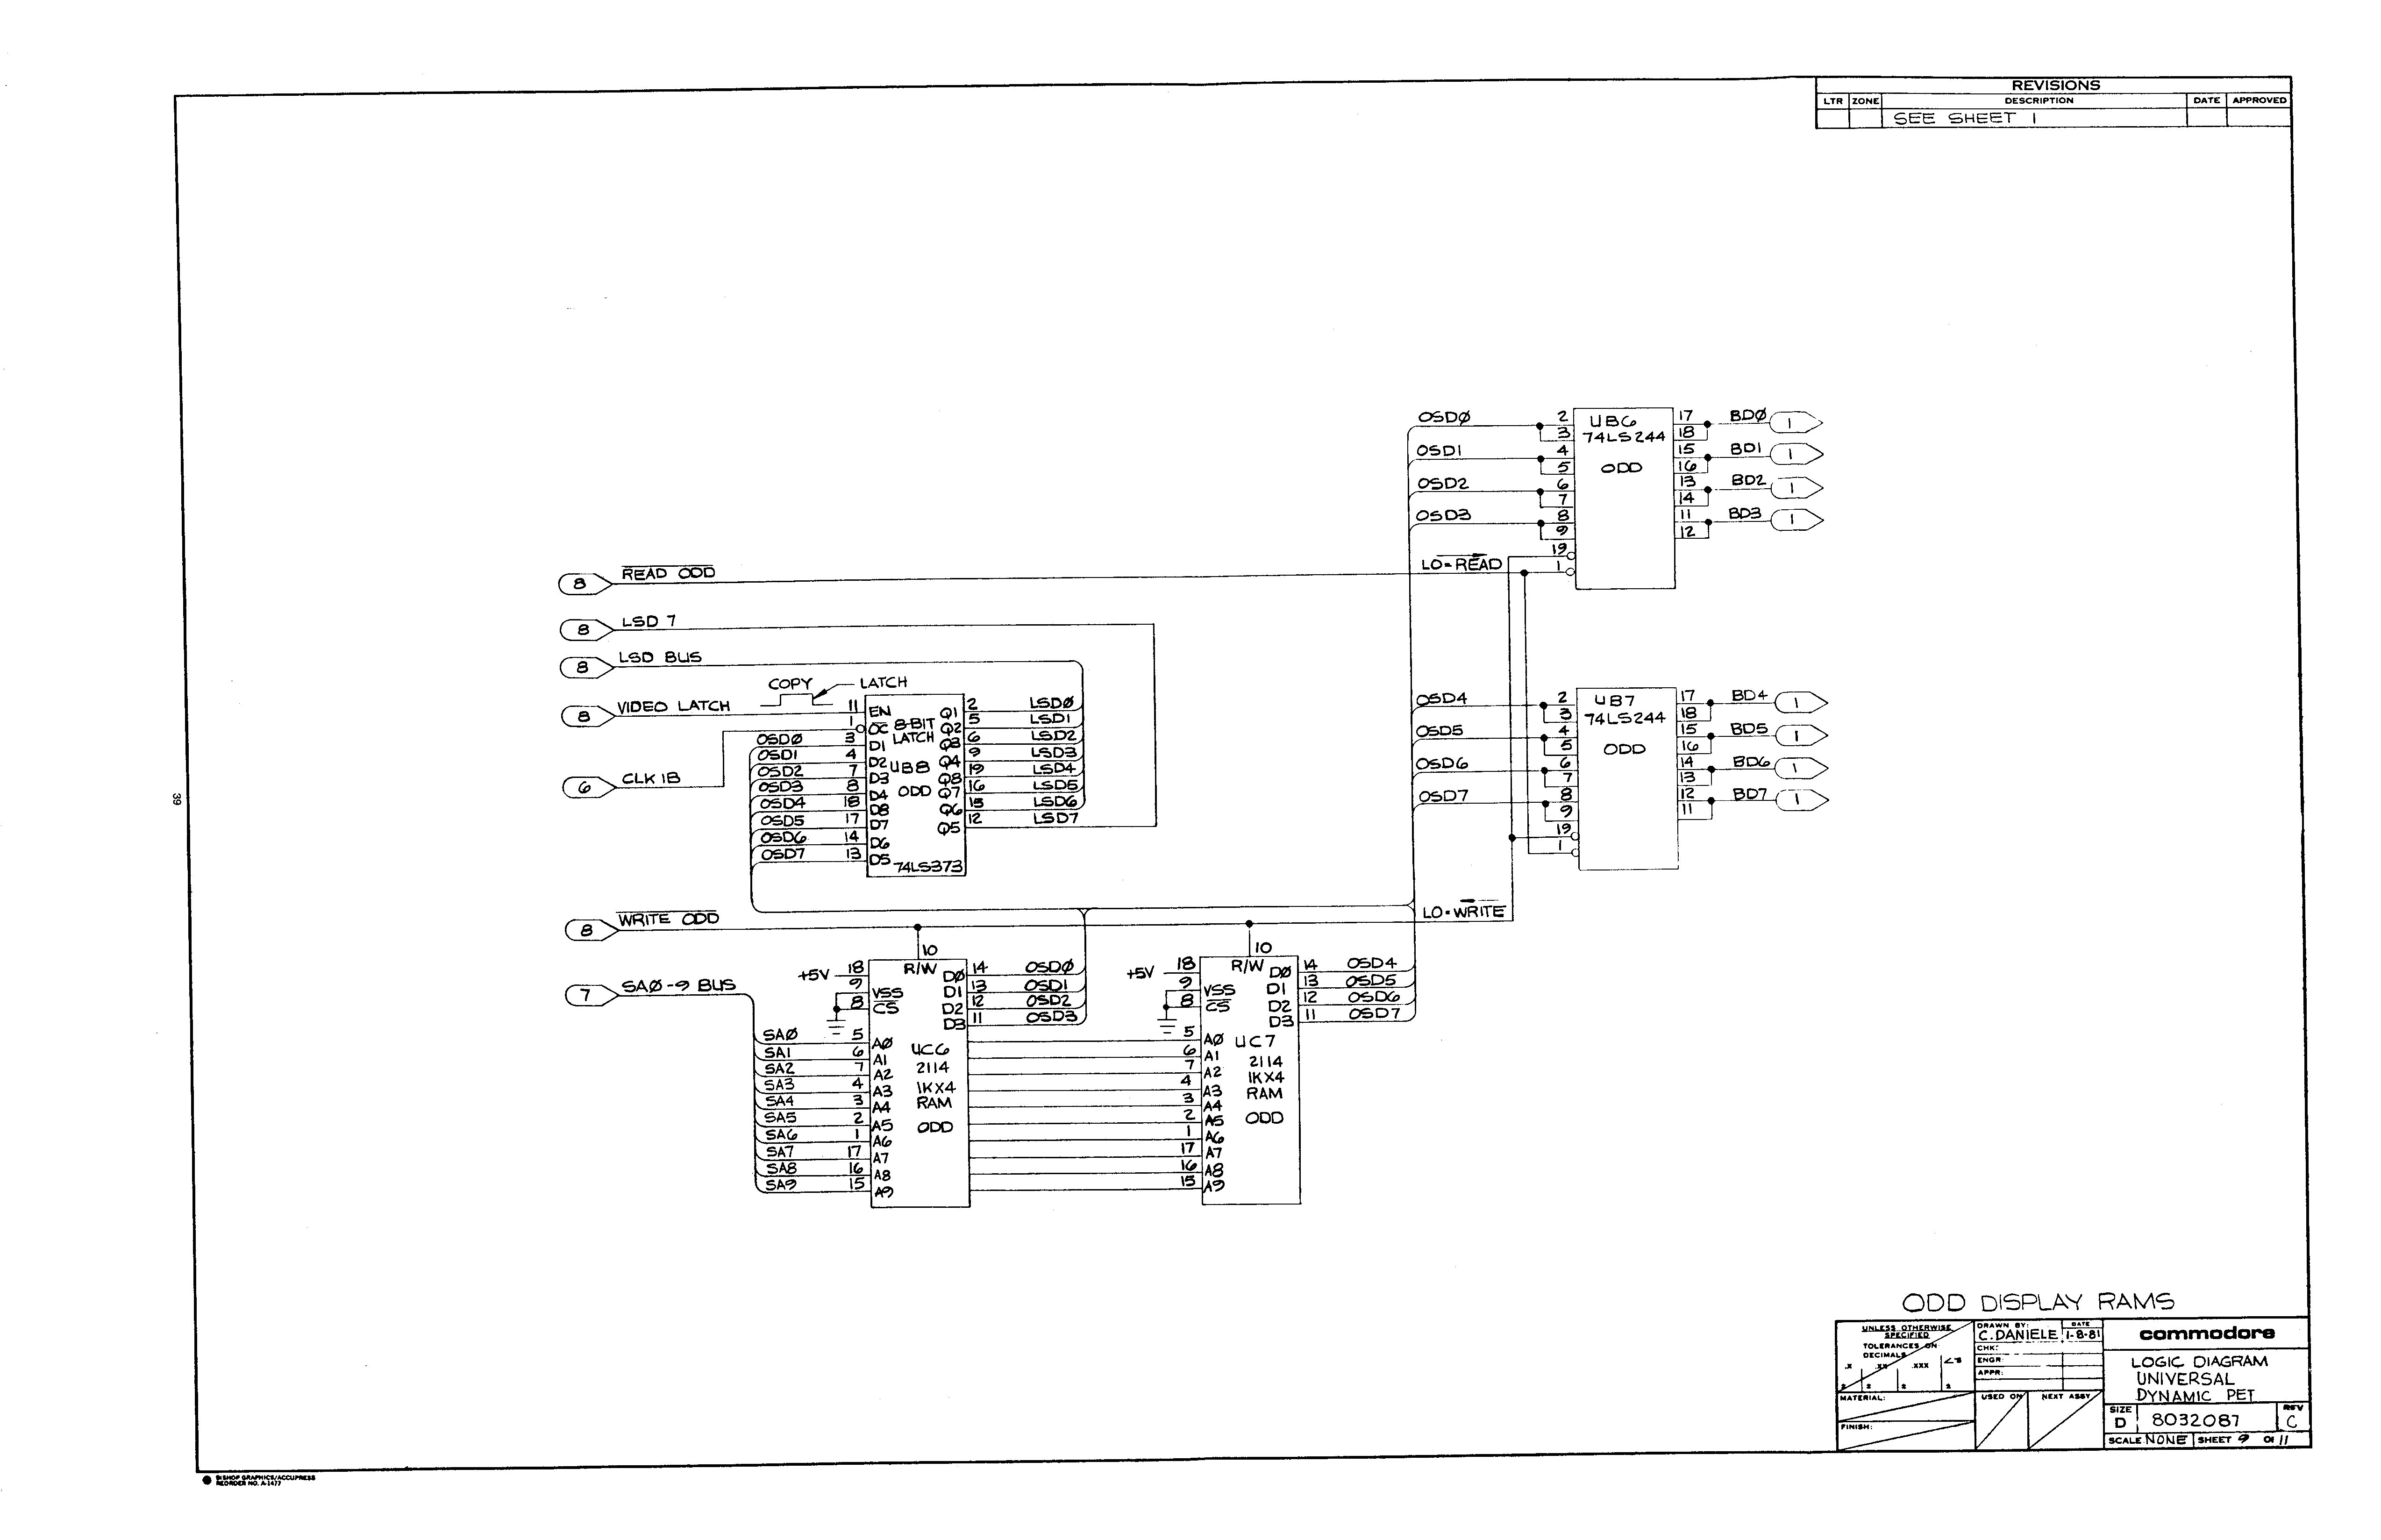 REVISIONS
LTR ZONE DESCRIPTION DATE APPROVED
SEE SHEET 1
OSDØ 2 3 UB6 74LS244 ODD 17 18 BDØ 1
OSD1 4 5 15 16 BD1 1
OSD2 6 7 13 14 BD2 1
OSD3 8 9 11 12 BD3 1
19
LO=READ 1
8 READ ODD
8 LSD 7
8 LSD BUS
COPY LATCH
8 VIDEO LATCH 11 EN Q1 2 LSDØ
1 OC 8-BIT Q2 5 LSD1
OSDØ 3 D1 LATCH Q3 6 LSD2
OSD1 4 D2 UB8 Q4 9 LSD3
OSD2 7 D3 Q8 19 LSD4
OSD3 8 D4 ODD Q7 16 LSD5
OSD4 18 D8 Q6 15 LSD6
OSD5 17 D7 Q5 12 LSD7
OSD6 14 D6
OSD7 13 D5 74LS373
6 CLK 1B
OSD4 2 3 UB7 74LS244 ODD 17 18 BD4 1
OSD5 4 5 15 16 BD5 1
OSD6 6 7 14 13 BD6 1
OSD7 8 9 12 11 BD7 1
19
1
39
8 WRITE ODD LO=WRITE
10 10
+5V 18 R/W DØ 14 OSDØ
9 VSS D1 13 OSD1
8 CS D2 12 OSD2
D3 11 OSD3
+5V 18 R/W DØ 14 OSD4
9 VSS D1 13 OSD5
8 CS D2 12 OSD6
D3 11 OSD7
7 SAØ-9 BUS
SAØ 5 AØ UC6 5 AØ UC7
SA1 6 A1 6 A1
SA2 7 A2 2114 7 A2 2114
SA3 4 A3 1KX4 4 A3 1KX4
SA4 3 A4 RAM 3 A4 RAM
SA5 2 A5 ODD 2 A5 ODD
SA6 1 A6 1 A6
SA7 17 A7 17 A7
SA8 16 A8 16 A8
SA9 15 A9 15 A9
ODD DISPLAY RAMS
UNLESS OTHERWISE SPECIFIED
TOLERANCES ON
DECIMALS
.X .XX .XXX
MATERIAL:
FINISH:
DRAWN BY: DATE
C. DANIELE 1-8-81
CHK:
ENGR:
APPR:
USED ON NEXT ASSY
commodore
LOGIC DIAGRAM
UNIVERSAL
DYNAMIC PET
SIZE REV
D 8032087 C
SCALE NONE SHEET 9 OF 11
BISHOP GRAPHICS/ACCUPRESS
REORDER NO. A-1477